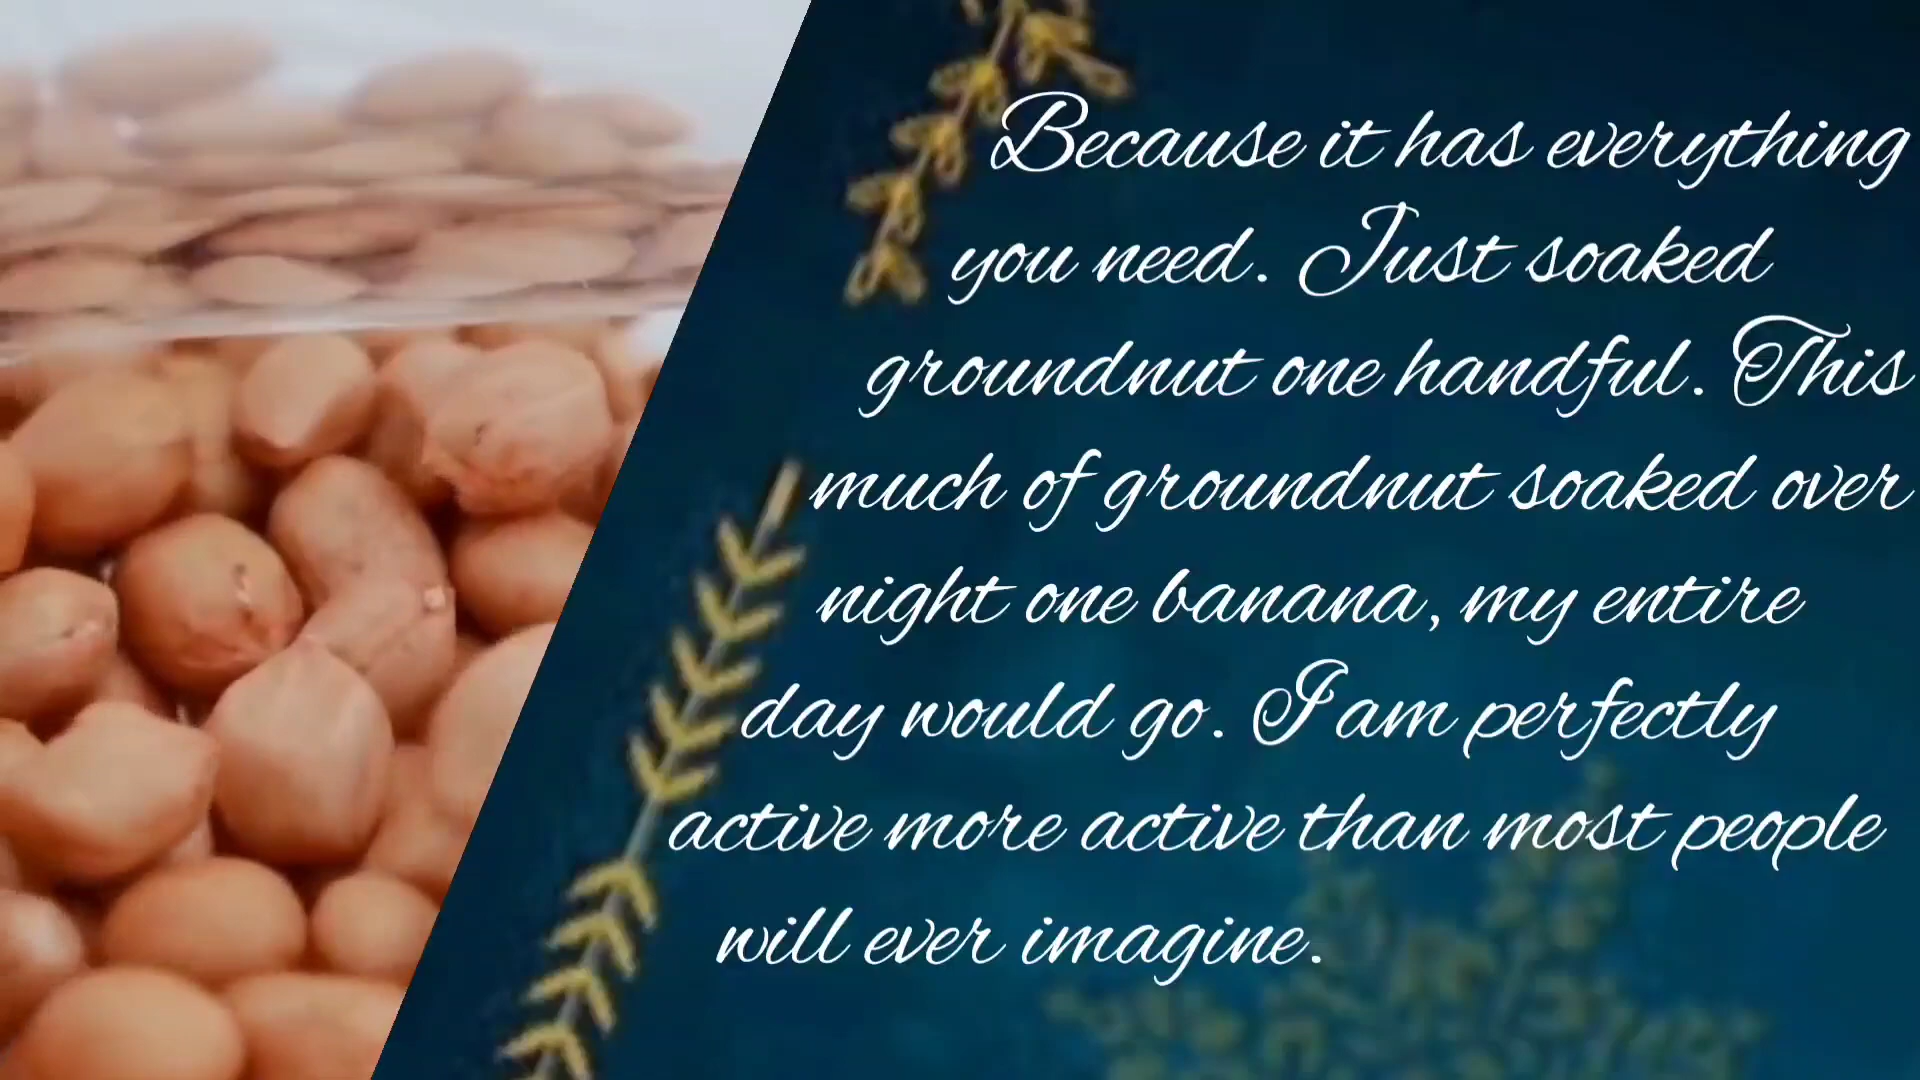 Because it has everything
you need. Just soaked
groundnut one handful. This
much of groundnut soaked over
night one banana, my entire
day would go. I am perfectly
active more active than most people
will ever imagine.